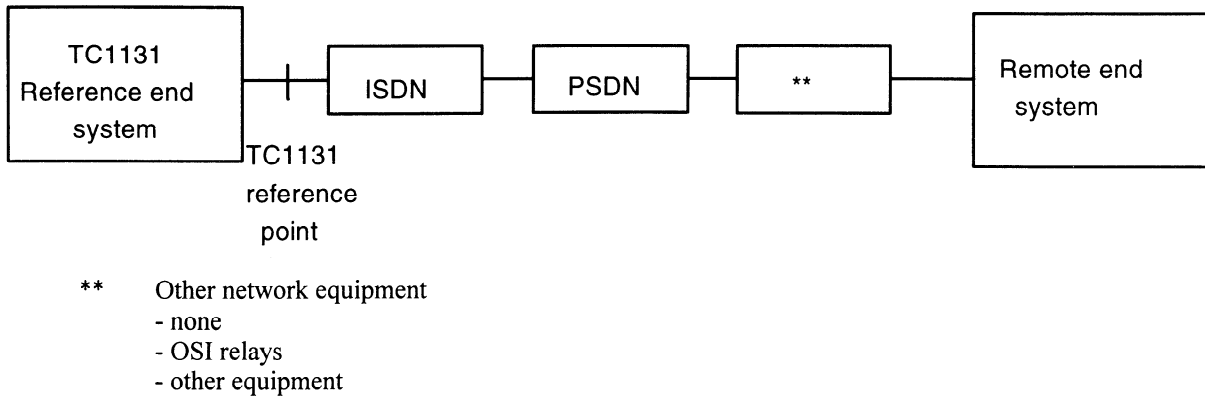 TC1131
Reference end
system
TC1131
reference
point
ISDN
PSDN
**
Remote end
system
** Other network equipment
- none
- OSI relays
- other equipment